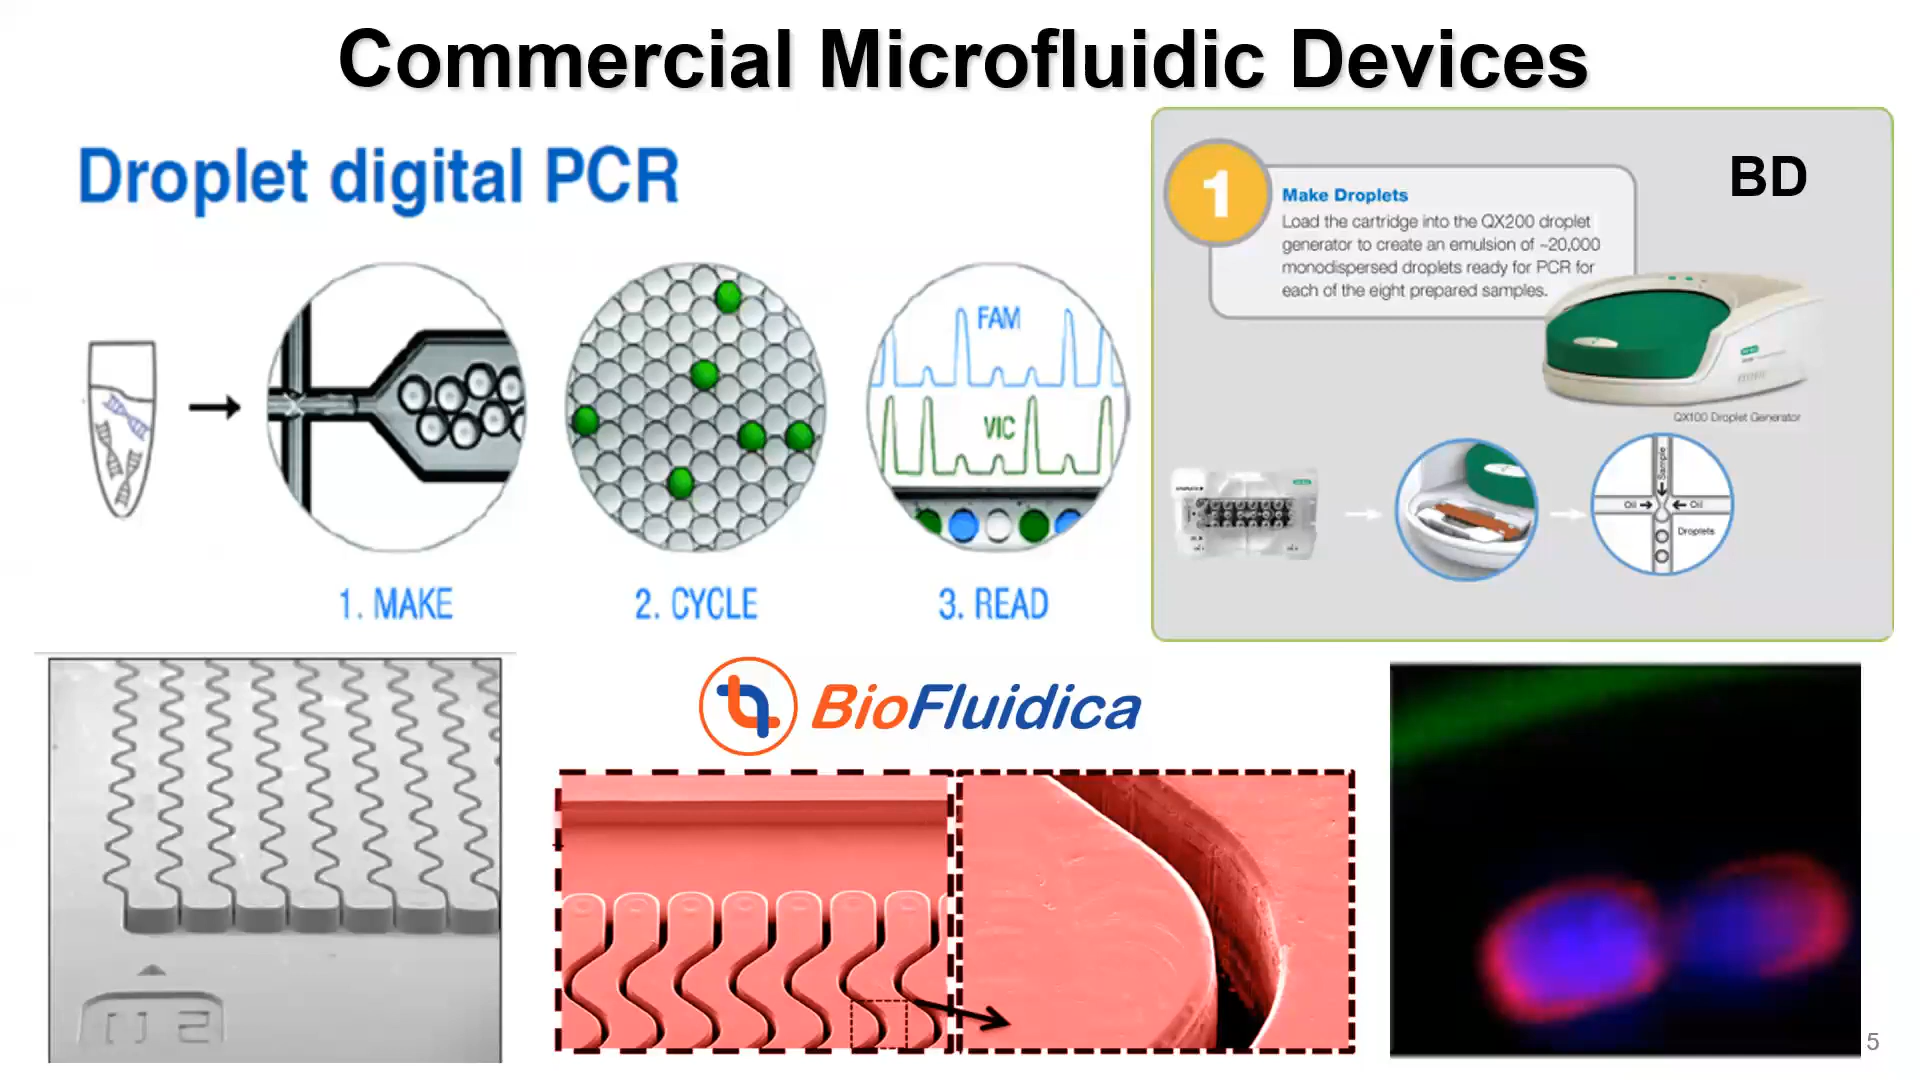 Commercial Microfluidic Devices
Droplet digital PCR
FAM
VIC
1. MAKE
2. CYCLE
3. READ
1
BD
Make Droplets
Load the cartridge into the QX200 droplet
generator to create an emulsion of ~20,000
monodispersed droplets ready for PCR for
each of the eight prepared samples.
QX100 Droplet Generator
Sample
Oil
Oil
Droplets
BioFluidica
5